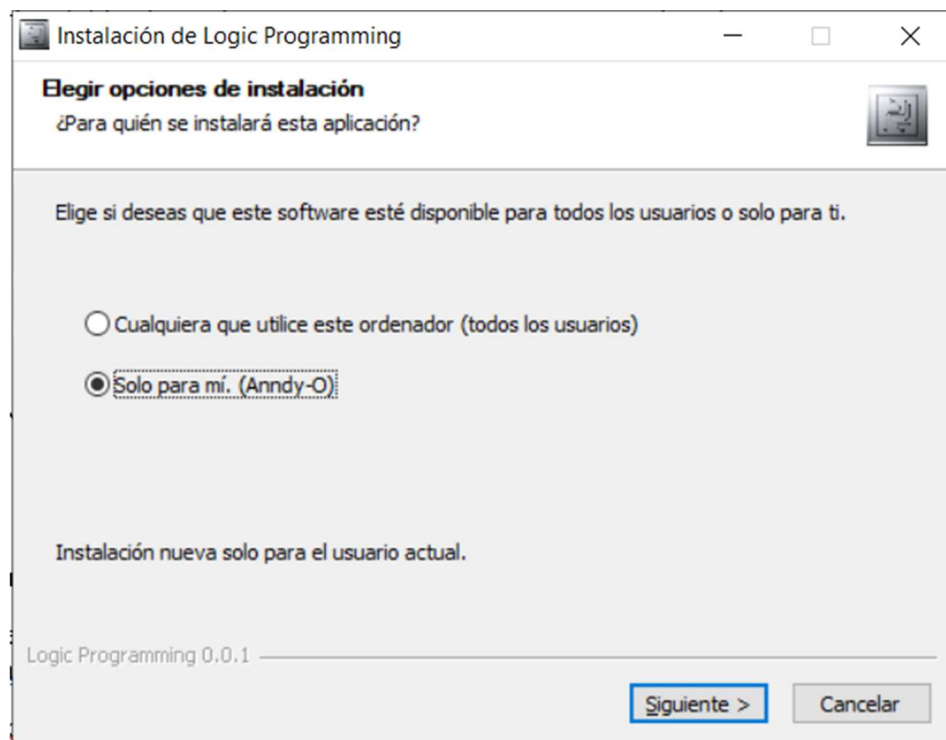 Instalación de Logic Programming
Elegir opciones de instalación
¿Para quién se instalará esta aplicación?
Elige si deseas que este software esté disponible para todos los usuarios o solo para ti.
Cualquiera que utilice este ordenador (todos los usuarios)
Solo para mí. (Anndy-O)
Instalación nueva solo para el usuario actual.
Logic Programming 0.0.1
Siguiente >
Cancelar